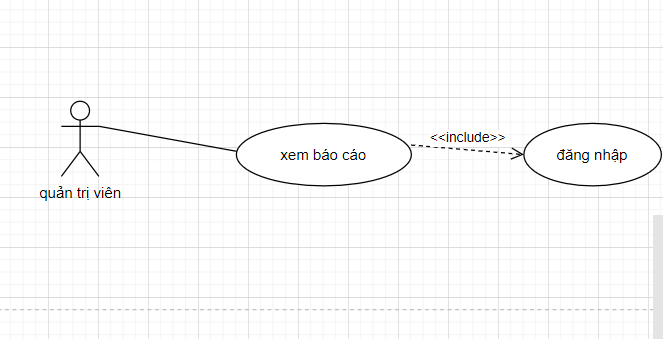 <<include>>
xem báo cáo
đăng nhập
quản trị viên